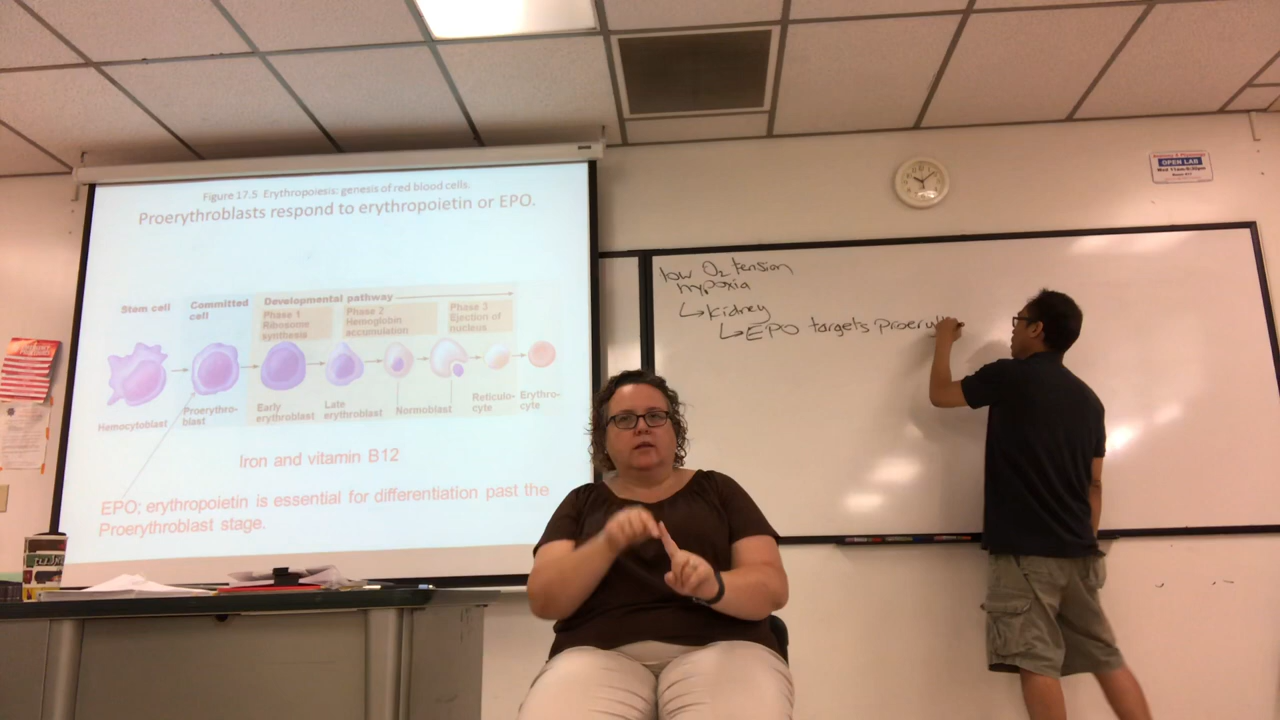 Figure 17.5 Erythropoiesis: genesis of red blood cells.
Proerythroblasts respond to erythropoietin or EPO.
Stem cell
Committed
cell
Developmental pathway
Phase 1
Ribosome
synthesis
Phase 2
Hemoglobin
accumulation
Phase 3
Ejection of
nucleus
Hemocytoblast
Proerythro-
blast
Early
erythroblast
Late
erythroblast
Normoblast
Reticulo-
cyte
Erythro-
cyte
Iron and vitamin B12
EPO; erythropoietin is essential for differentiation past the
Proerythroblast stage.
low O2 tension
hypoxia
↳ Kidney
↳ EPO targets Proery
OPEN LAB